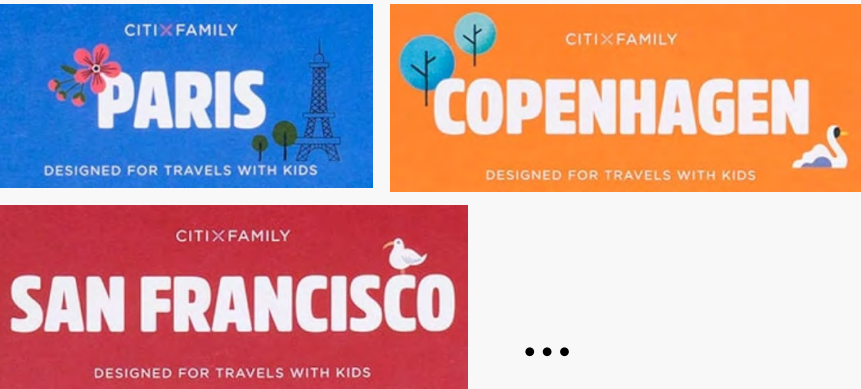 CITIXFAMILY
PARIS
DESIGNED FOR TRAVELS WITH KIDS
CITIXFAMILY
COPENHAGEN
DESIGNED FOR TRAVELS WITH KIDS
CITIXFAMILY
SAN FRANCISCO
DESIGNED FOR TRAVELS WITH KIDS
...